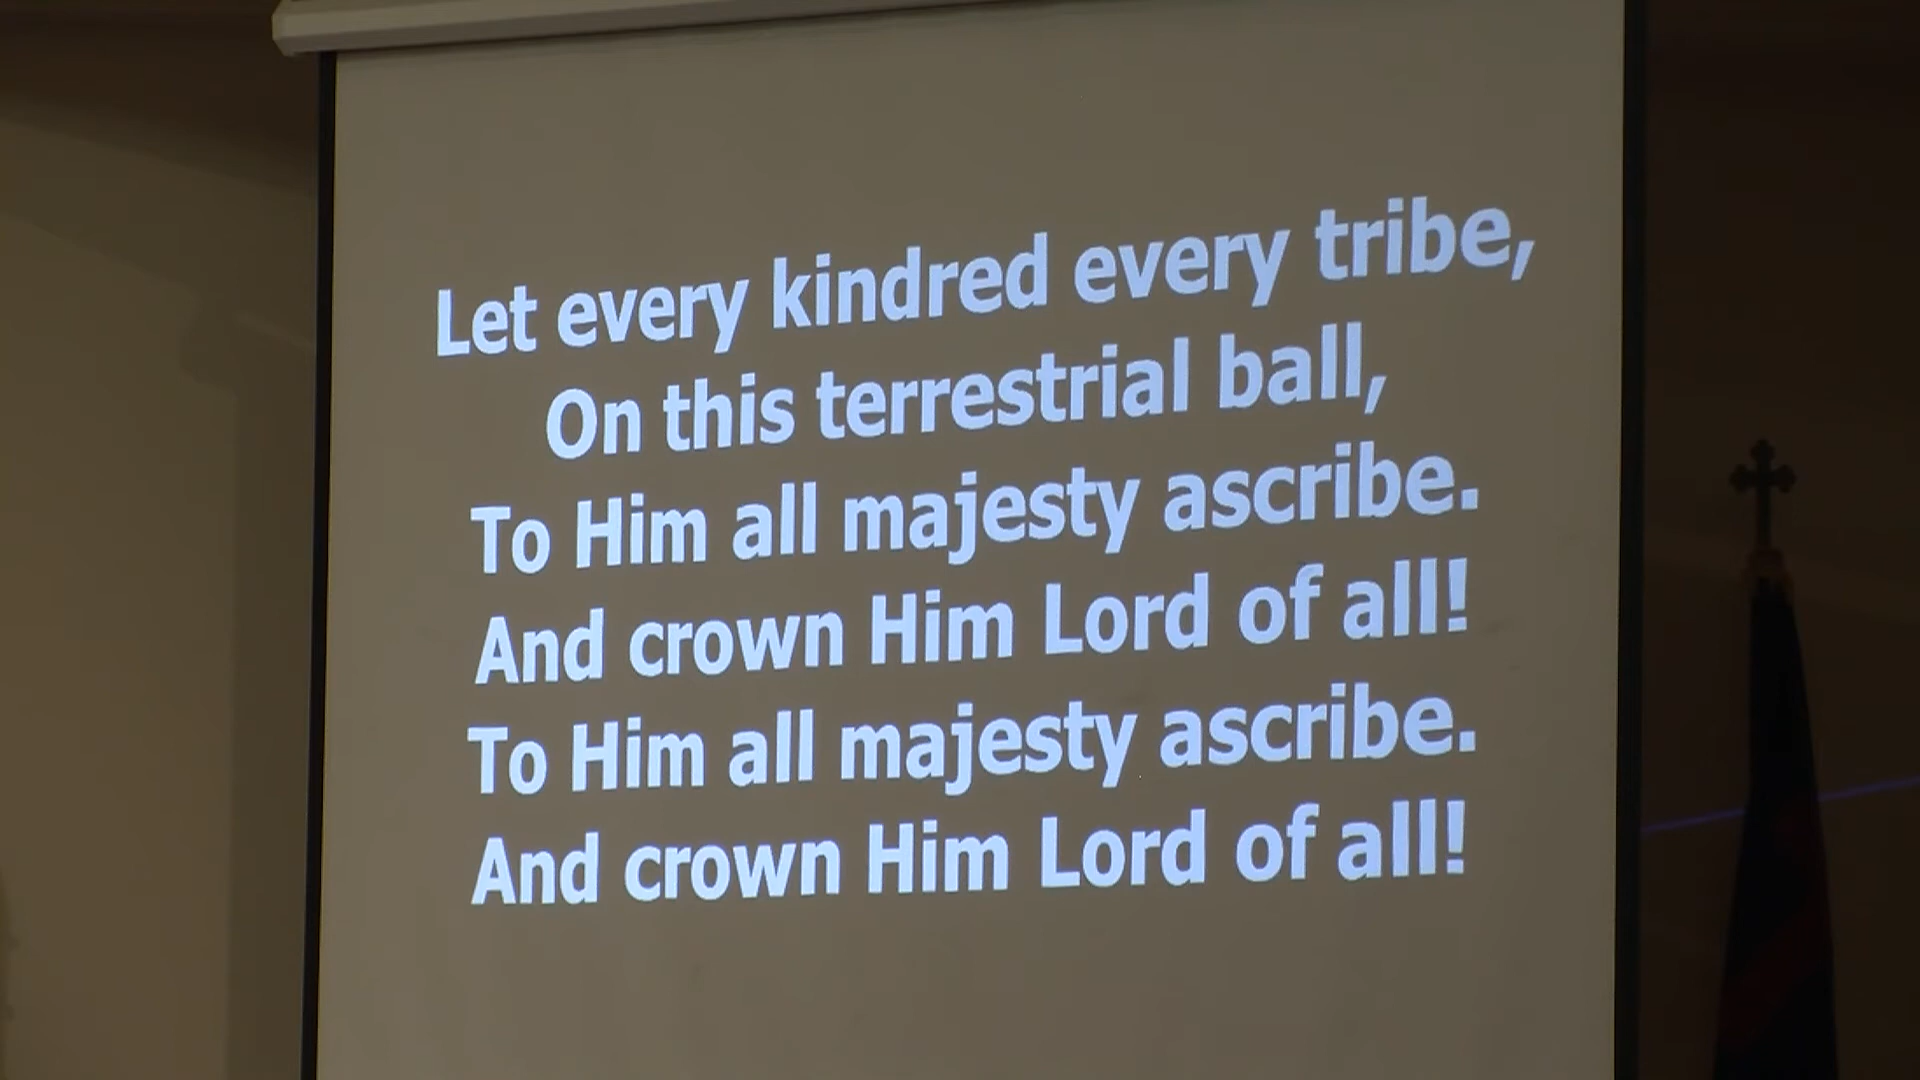 Let every kindred every tribe,
On this terrestrial ball,
To Him all majesty ascribe.
And crown Him Lord of all!
To Him all majesty ascribe.
And crown Him Lord of all!